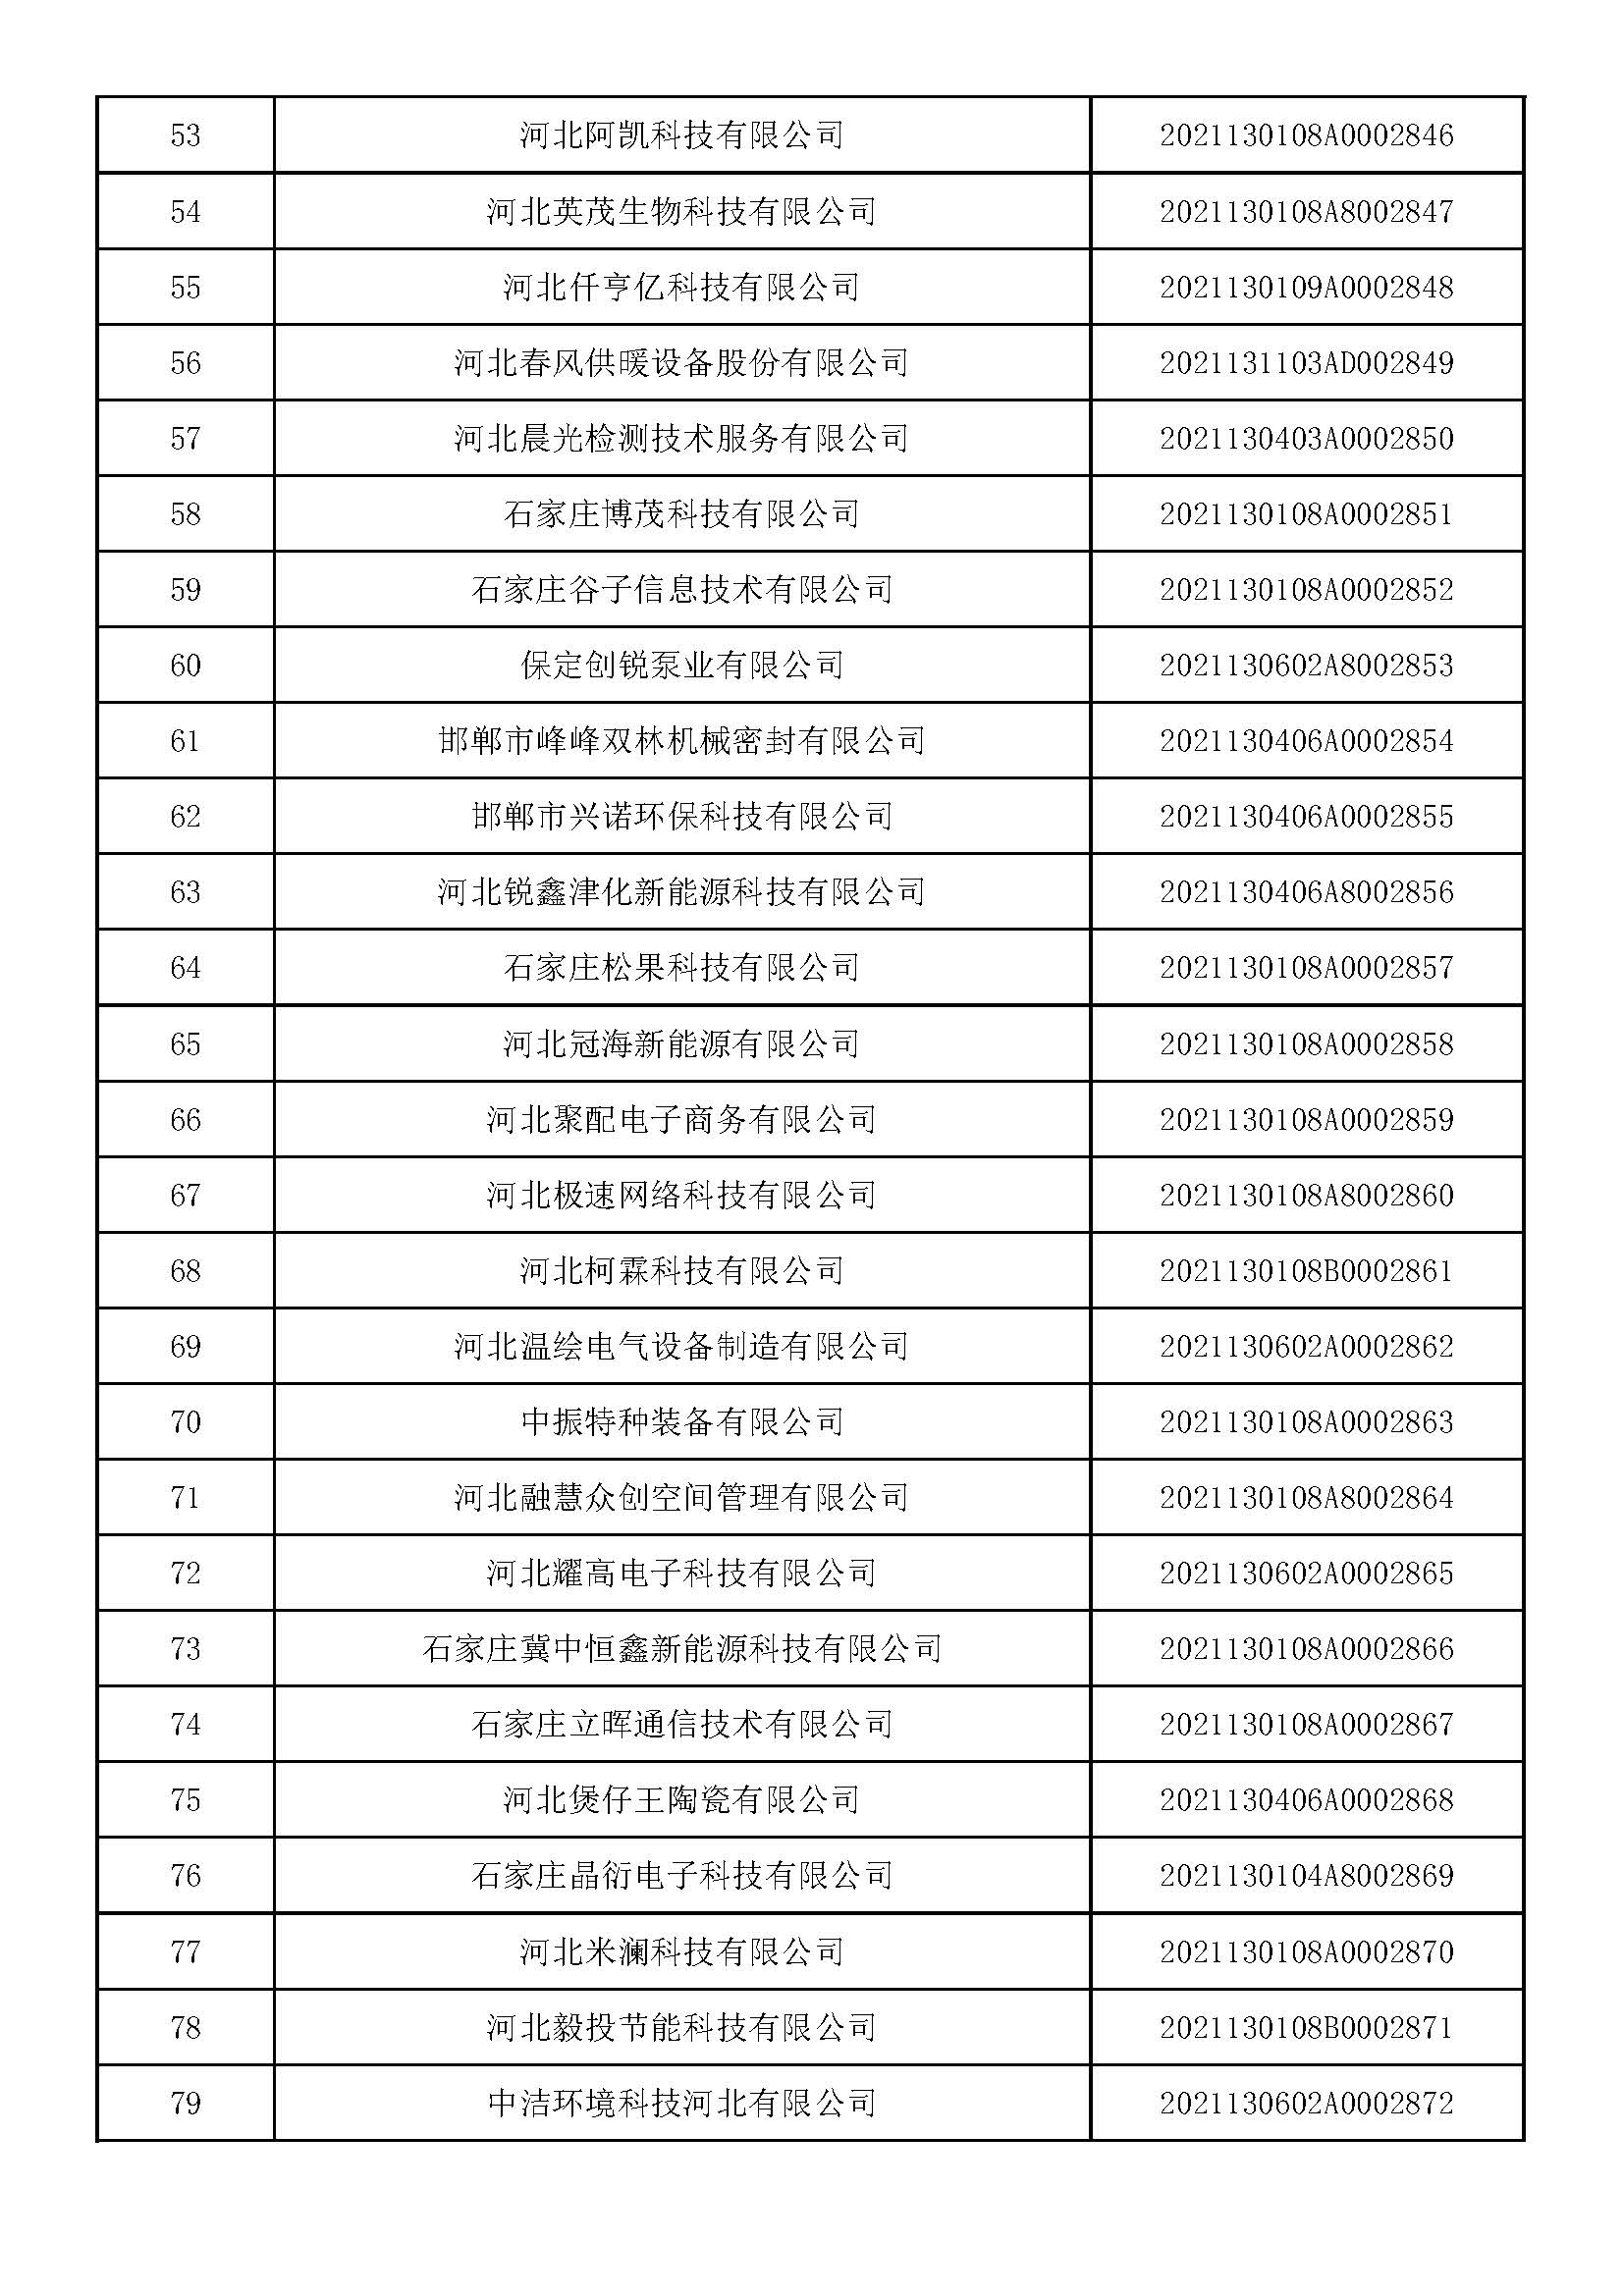 53 河北阿凯科技有限公司 2021130108A0002846
54 河北英茂生物科技有限公司 2021130108A8002847
55 河北仟亨亿科技有限公司 2021130109A0002848
56 河北春风供暖设备股份有限公司 2021131103AD002849
57 河北晨光检测技术服务有限公司 2021130403A0002850
58 石家庄博茂科技有限公司 2021130108A0002851
59 石家庄谷子信息技术有限公司 2021130108A0002852
60 保定创锐泵业有限公司 2021130602A8002853
61 邯郸市峰峰双林机械密封有限公司 2021130406A0002854
62 邯郸市兴诺环保科技有限公司 2021130406A0002855
63 河北锐鑫津化新能源科技有限公司 2021130406A8002856
64 石家庄松果科技有限公司 2021130108A0002857
65 河北冠海新能源有限公司 2021130108A0002858
66 河北聚配电子商务有限公司 2021130108A0002859
67 河北极速网络科技有限公司 2021130108A8002860
68 河北柯霖科技有限公司 2021130108B0002861
69 河北温绘电气设备制造有限公司 2021130602A0002862
70 中振特种装备有限公司 2021130108A0002863
71 河北融慧众创空间管理有限公司 2021130108A8002864
72 河北耀高电子科技有限公司 2021130602A0002865
73 石家庄冀中恒鑫新能源科技有限公司 2021130108A0002866
74 石家庄立晖通信技术有限公司 2021130108A0002867
75 河北煲仔王陶瓷有限公司 2021130406A0002868
76 石家庄晶衍电子科技有限公司 2021130104A8002869
77 河北米澜科技有限公司 2021130108A0002870
78 河北毅投节能科技有限公司 2021130108B0002871
79 中洁环境科技河北有限公司 2021130602A0002872